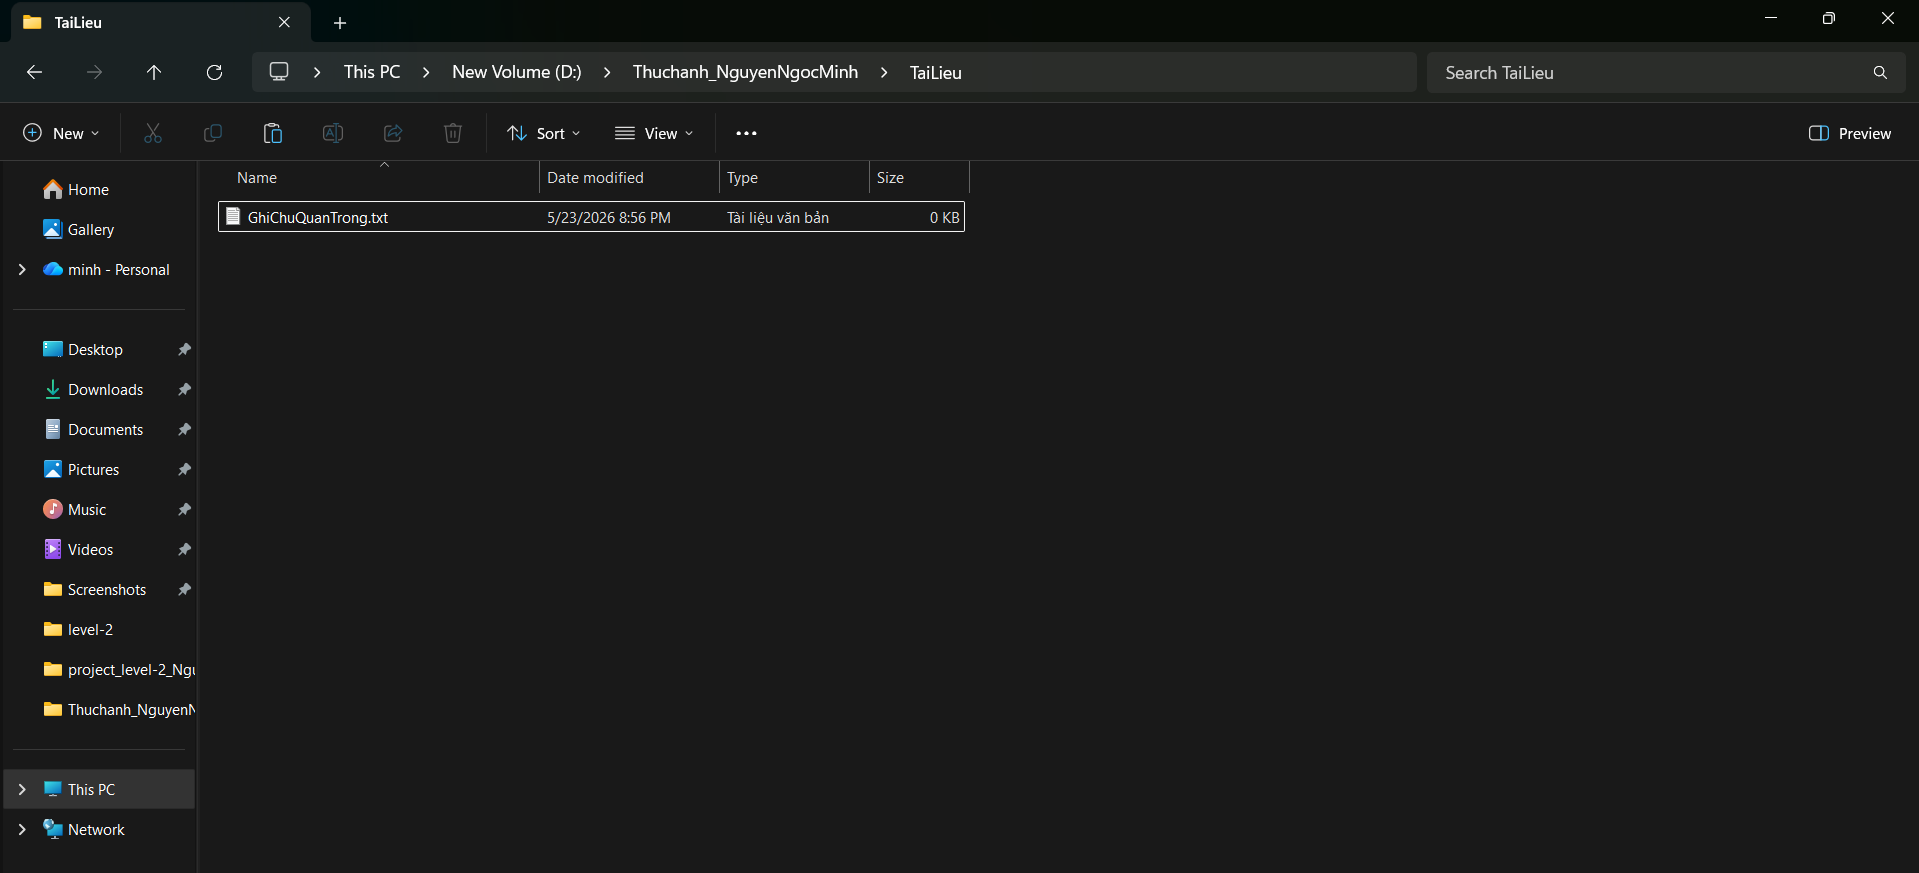 TaiLieu
This PC New Volume (D:) Thuchanh_NguyenNgocMinh TaiLieu
Search TaiLieu
New Sort View Preview
Name Date modified Type Size
GhiChuQuanTrong.txt 5/23/2026 8:56 PM Tài liệu văn bản 0 KB
Home
Gallery
minh - Personal
Desktop
Downloads
Documents
Pictures
Music
Videos
Screenshots
level-2
project_level-2_Ngu
Thuchanh_NguyenN
This PC
Network